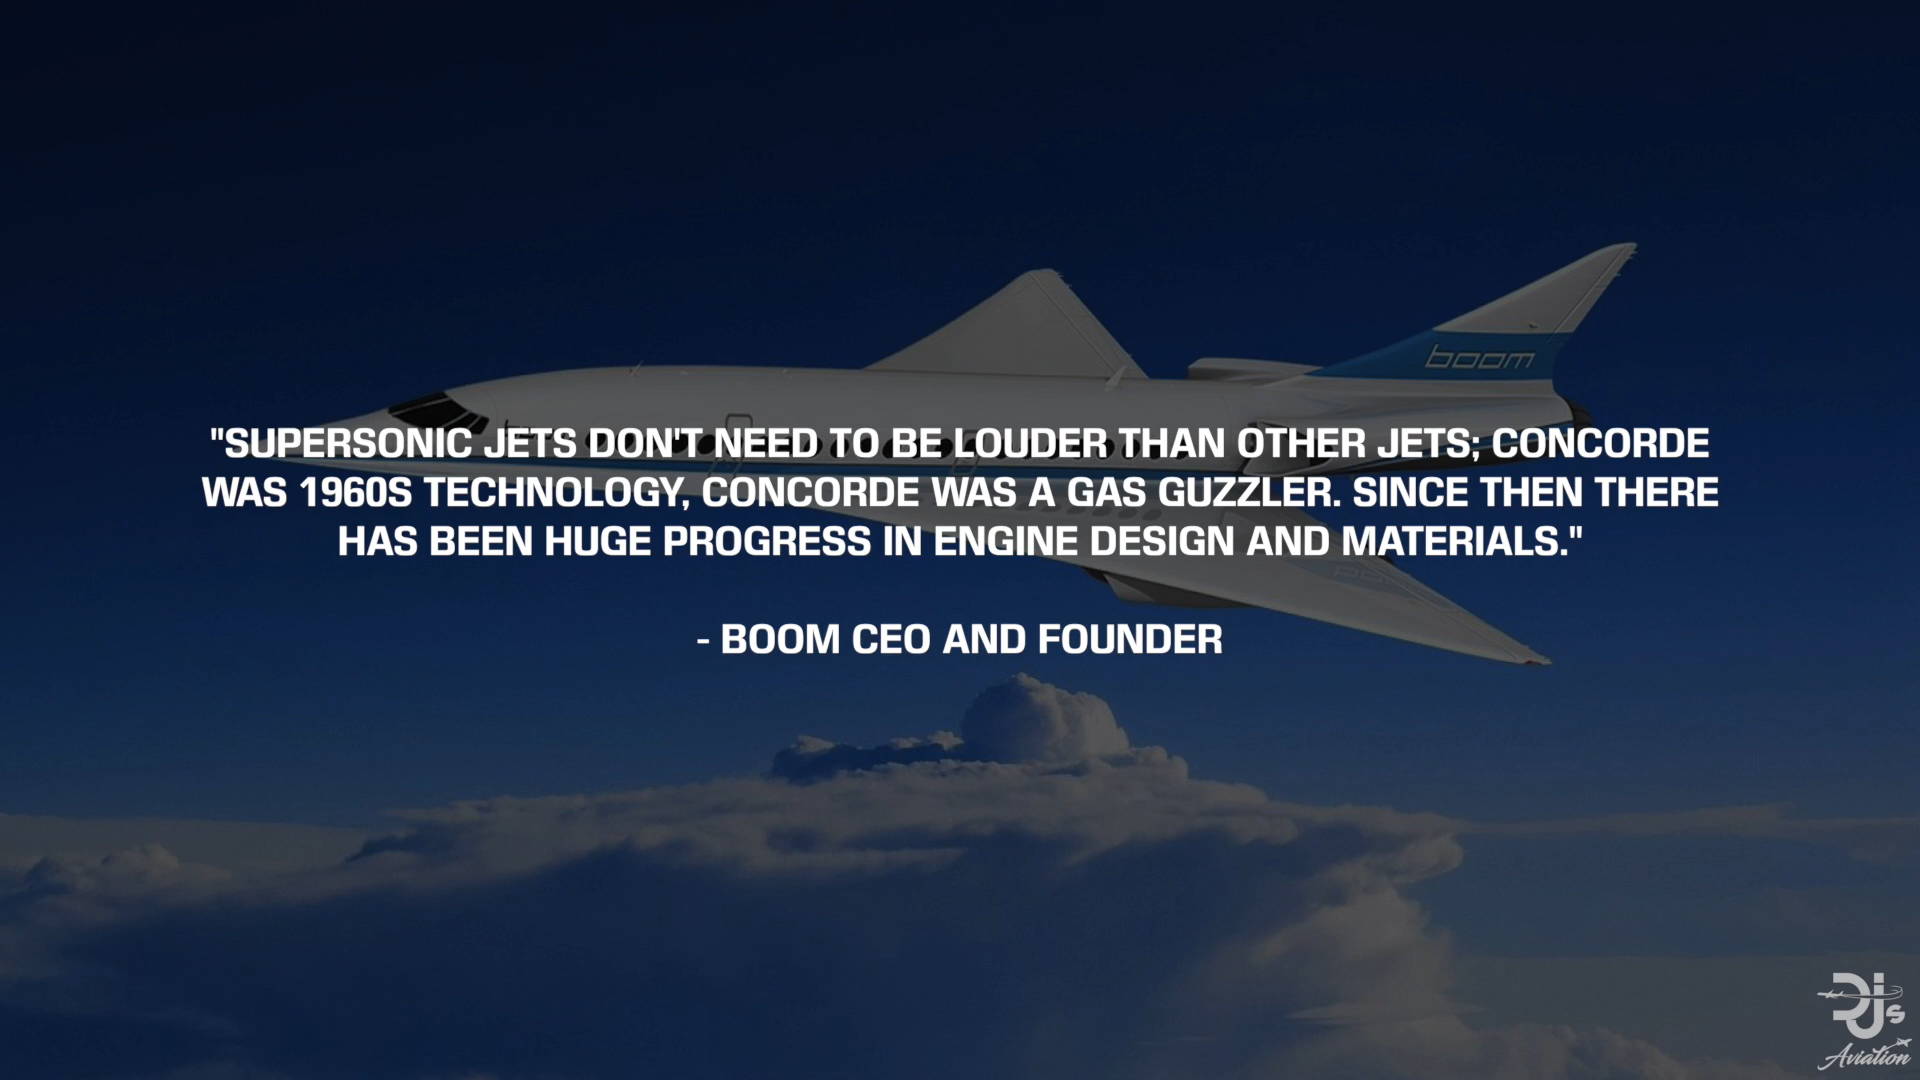 boom
"SUPERSONIC JETS DON'T NEED TO BE LOUDER THAN OTHER JETS; CONCORDE
WAS 1960S TECHNOLOGY, CONCORDE WAS A GAS GUZZLER. SINCE THEN THERE
HAS BEEN HUGE PROGRESS IN ENGINE DESIGN AND MATERIALS."
- BOOM CEO AND FOUNDER
DJs
Aviation